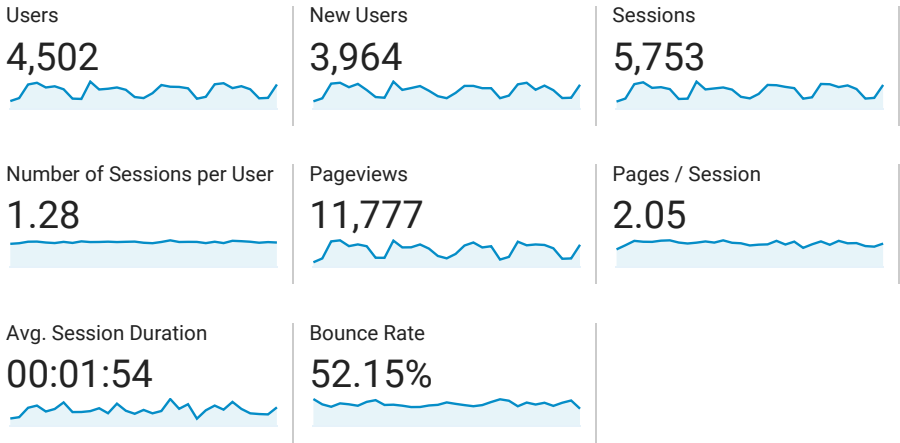 Users
4,502
New Users
3,964
Sessions
5,753
Number of Sessions per User
1.28
Pageviews
11,777
Pages / Session
2.05
Avg. Session Duration
00:01:54
Bounce Rate
52.15%